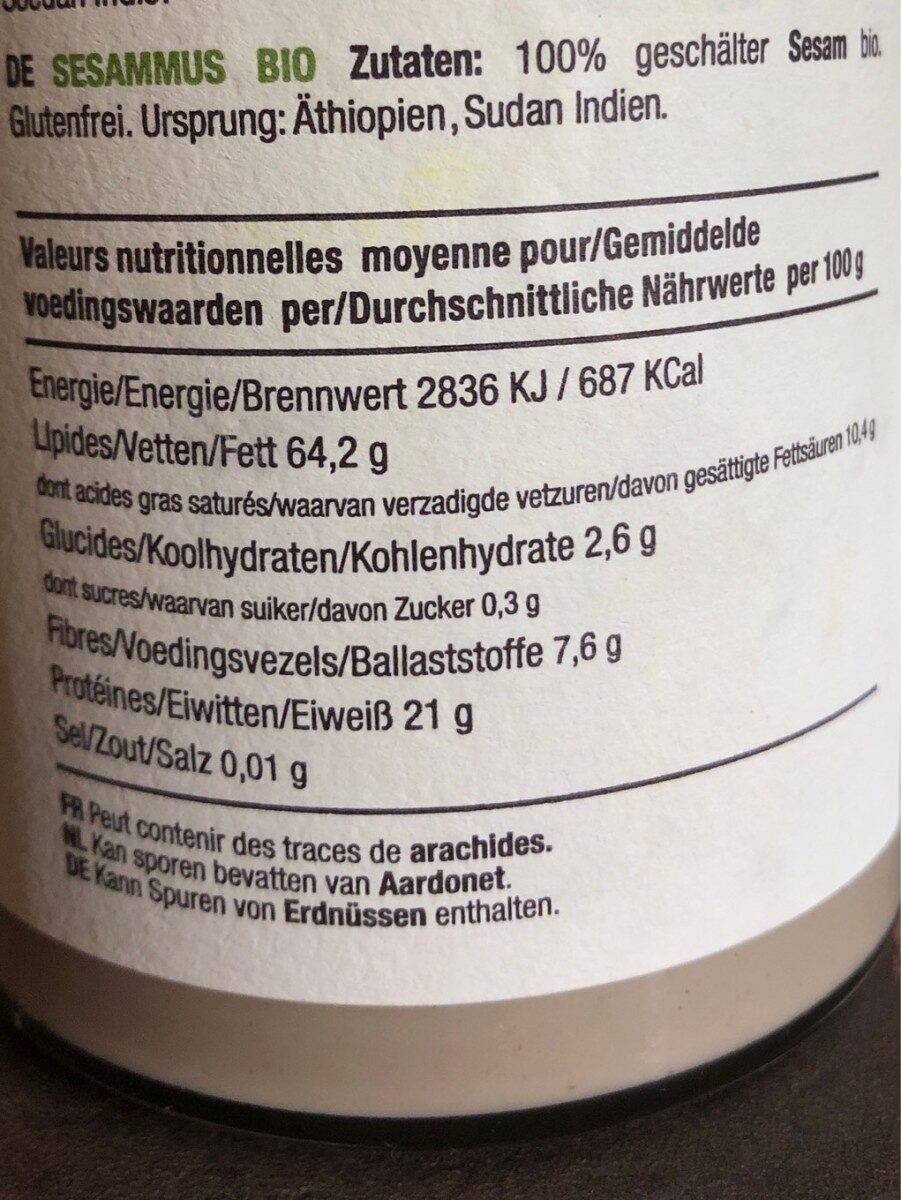 DE SESAMMUS BIO Zutaten: 100% geschälter Sesam bio.
Glutenfrei. Ursprung: Äthiopien, Sudan Indien.
Valeurs nutritionnelles moyenne pour/Gemiddelde
voedingswaarden per/Durchschnittliche Nährwerte per 100 g
Energie/Energie/Brennwert 2836 KJ / 687 KCal
Lipides/Vetten/Fett 64,2 g
dont acides gras saturés/waarvan verzadigde vetzuren/davon gesättigte Fettsäuren 10,4 g
Glucides/Koolhydraten/Kohlenhydrate 2,6 g
dont sucres/waarvan suiker/davon Zucker 0,3 g
Fibres/Voedingsvezels/Ballaststoffe 7,6 g
Protéines/Eiwitten/Eiweiß 21 g
Sel/Zout/Salz 0,01 g
FR Peut contenir des traces de arachides.
NL Kan sporen bevatten van Aardonet.
DE Kann Spuren von Erdnüssen enthalten.